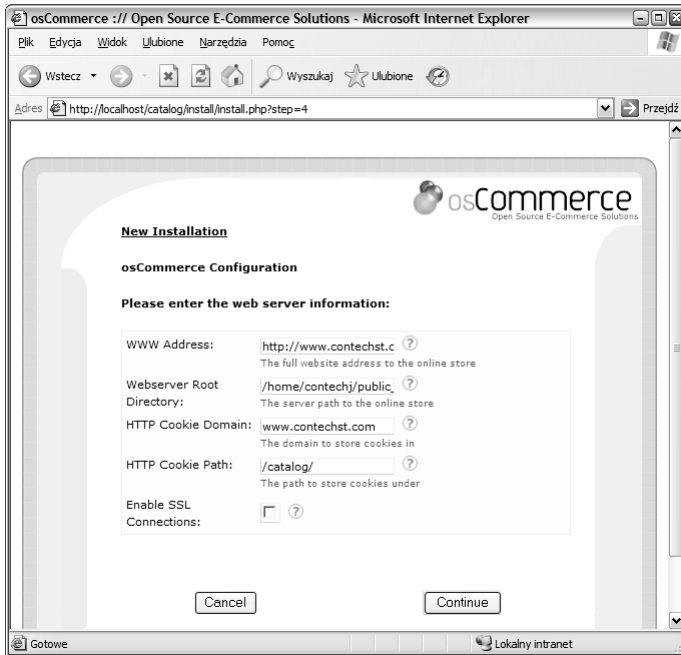 osCommerce :// Open Source E-Commerce Solutions - Microsoft Internet Explorer
Plik Edycja Widok Ulubione Narzędzia Pomoc
Wstecz Wyszukaj Ulubione
Adres http://localhost/catalog/install/install.php?step=4 Przejdź
osCommerce
Open Source E-Commerce Solutions
New Installation
osCommerce Configuration
Please enter the web server information:
WWW Address: http://www.contechst.c ?
The full website address to the online store
Webserver Root Directory: /home/contechj/public_ ?
The server path to the online store
HTTP Cookie Domain: www.contechst.com ?
The domain to store cookies in
HTTP Cookie Path: /catalog/ ?
The path to store cookies under
Enable SSL Connections: ?
Cancel Continue
Gotowe Lokalny intranet